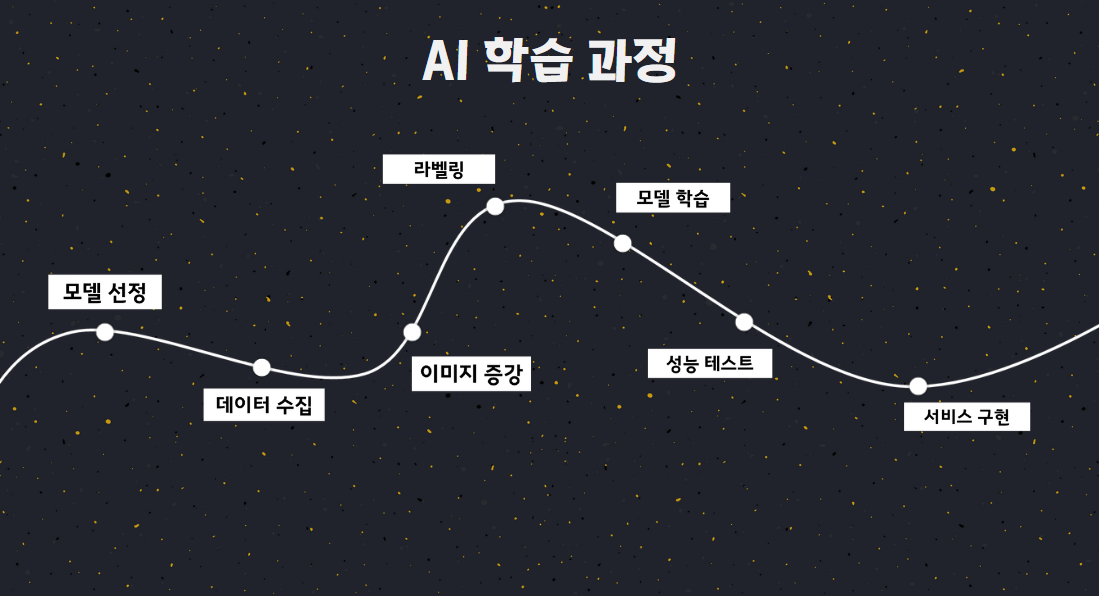 AI 학습 과정
모델 선정
데이터 수집
이미지 증강
라벨링
모델 학습
성능 테스트
서비스 구현